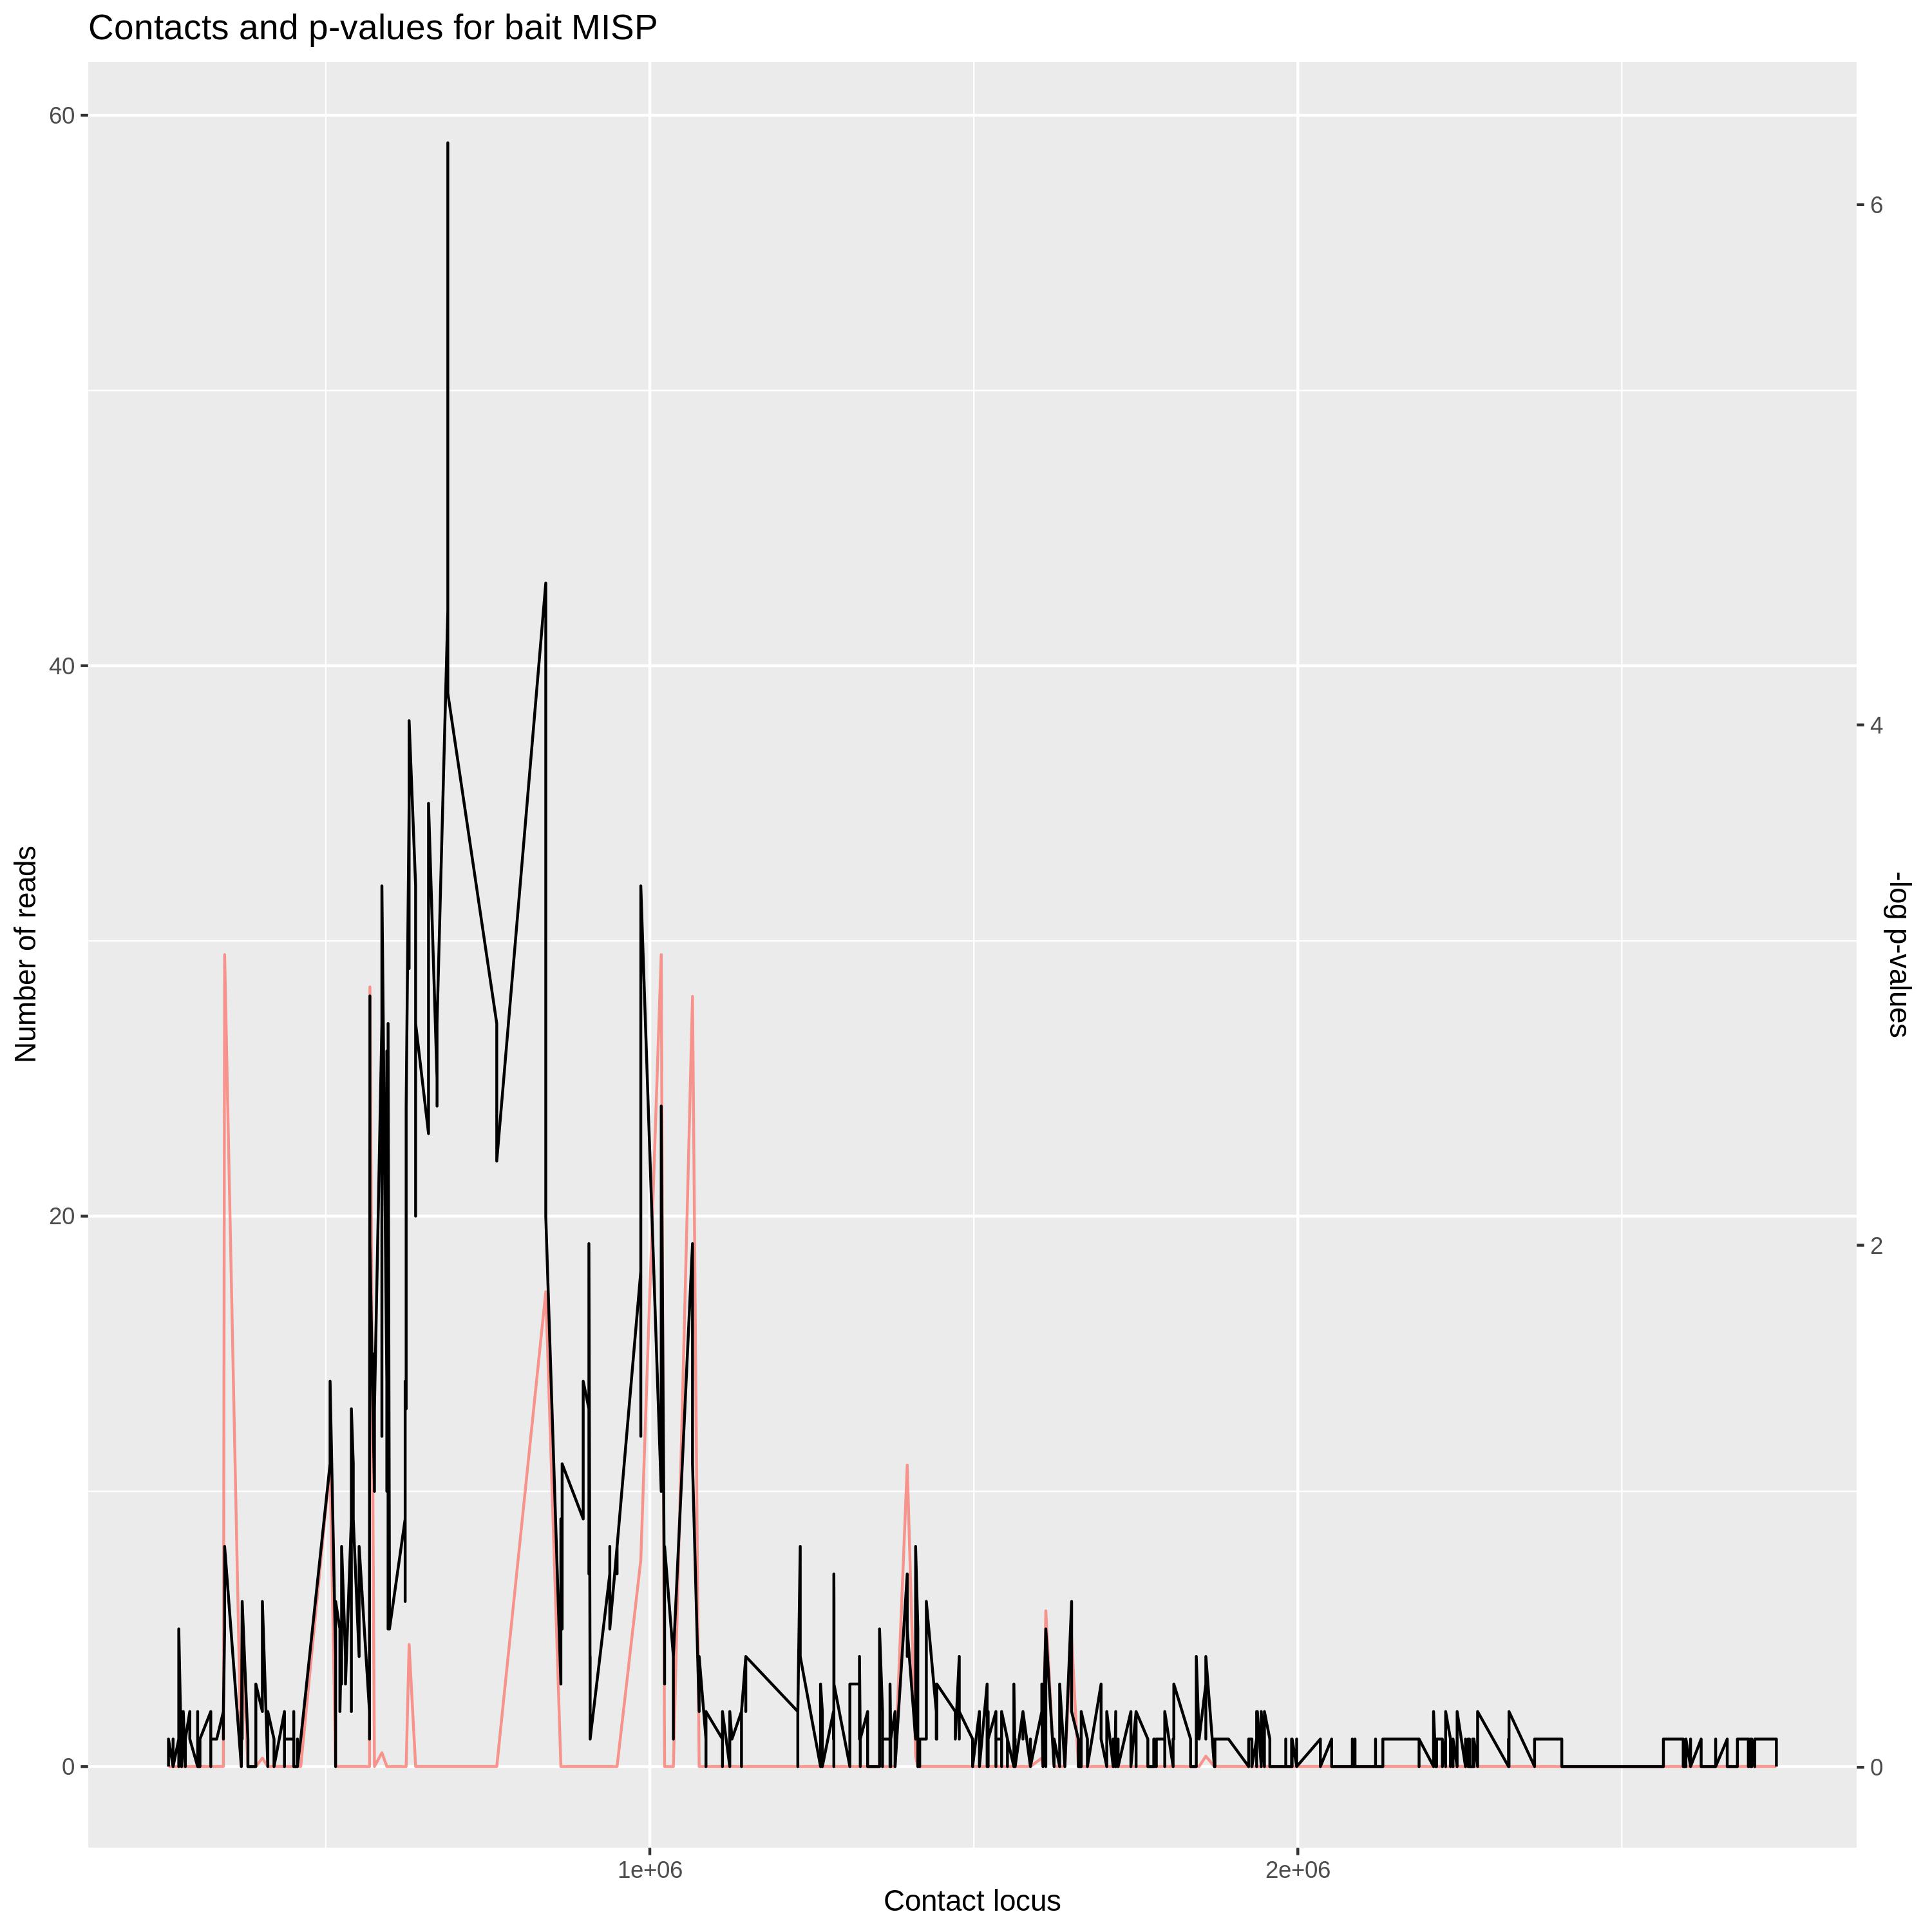 Contacts and p-values for bait MISP
60
40
20
0
6
4
2
0
Number of reads
-log p-values
1e+06
2e+06
Contact locus